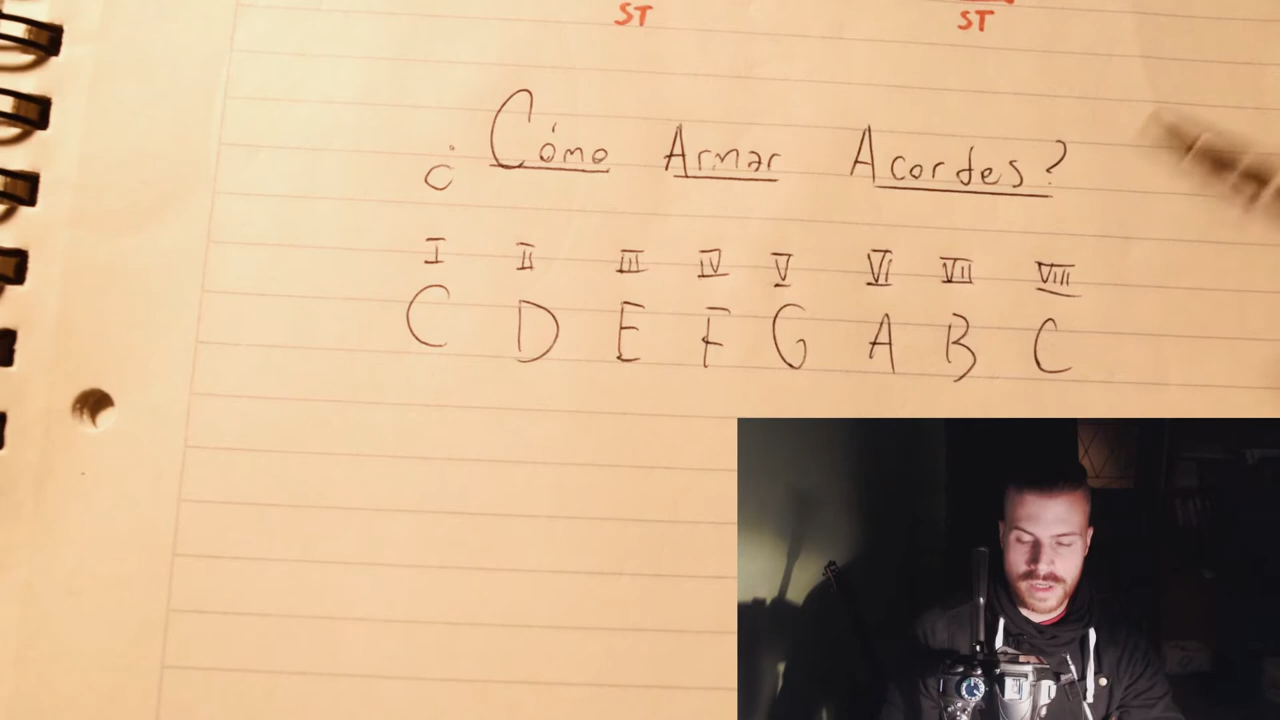 ST ST
¿Cómo Armar Acordes?
I II III IV V VI VII VIII
C D E F G A B C